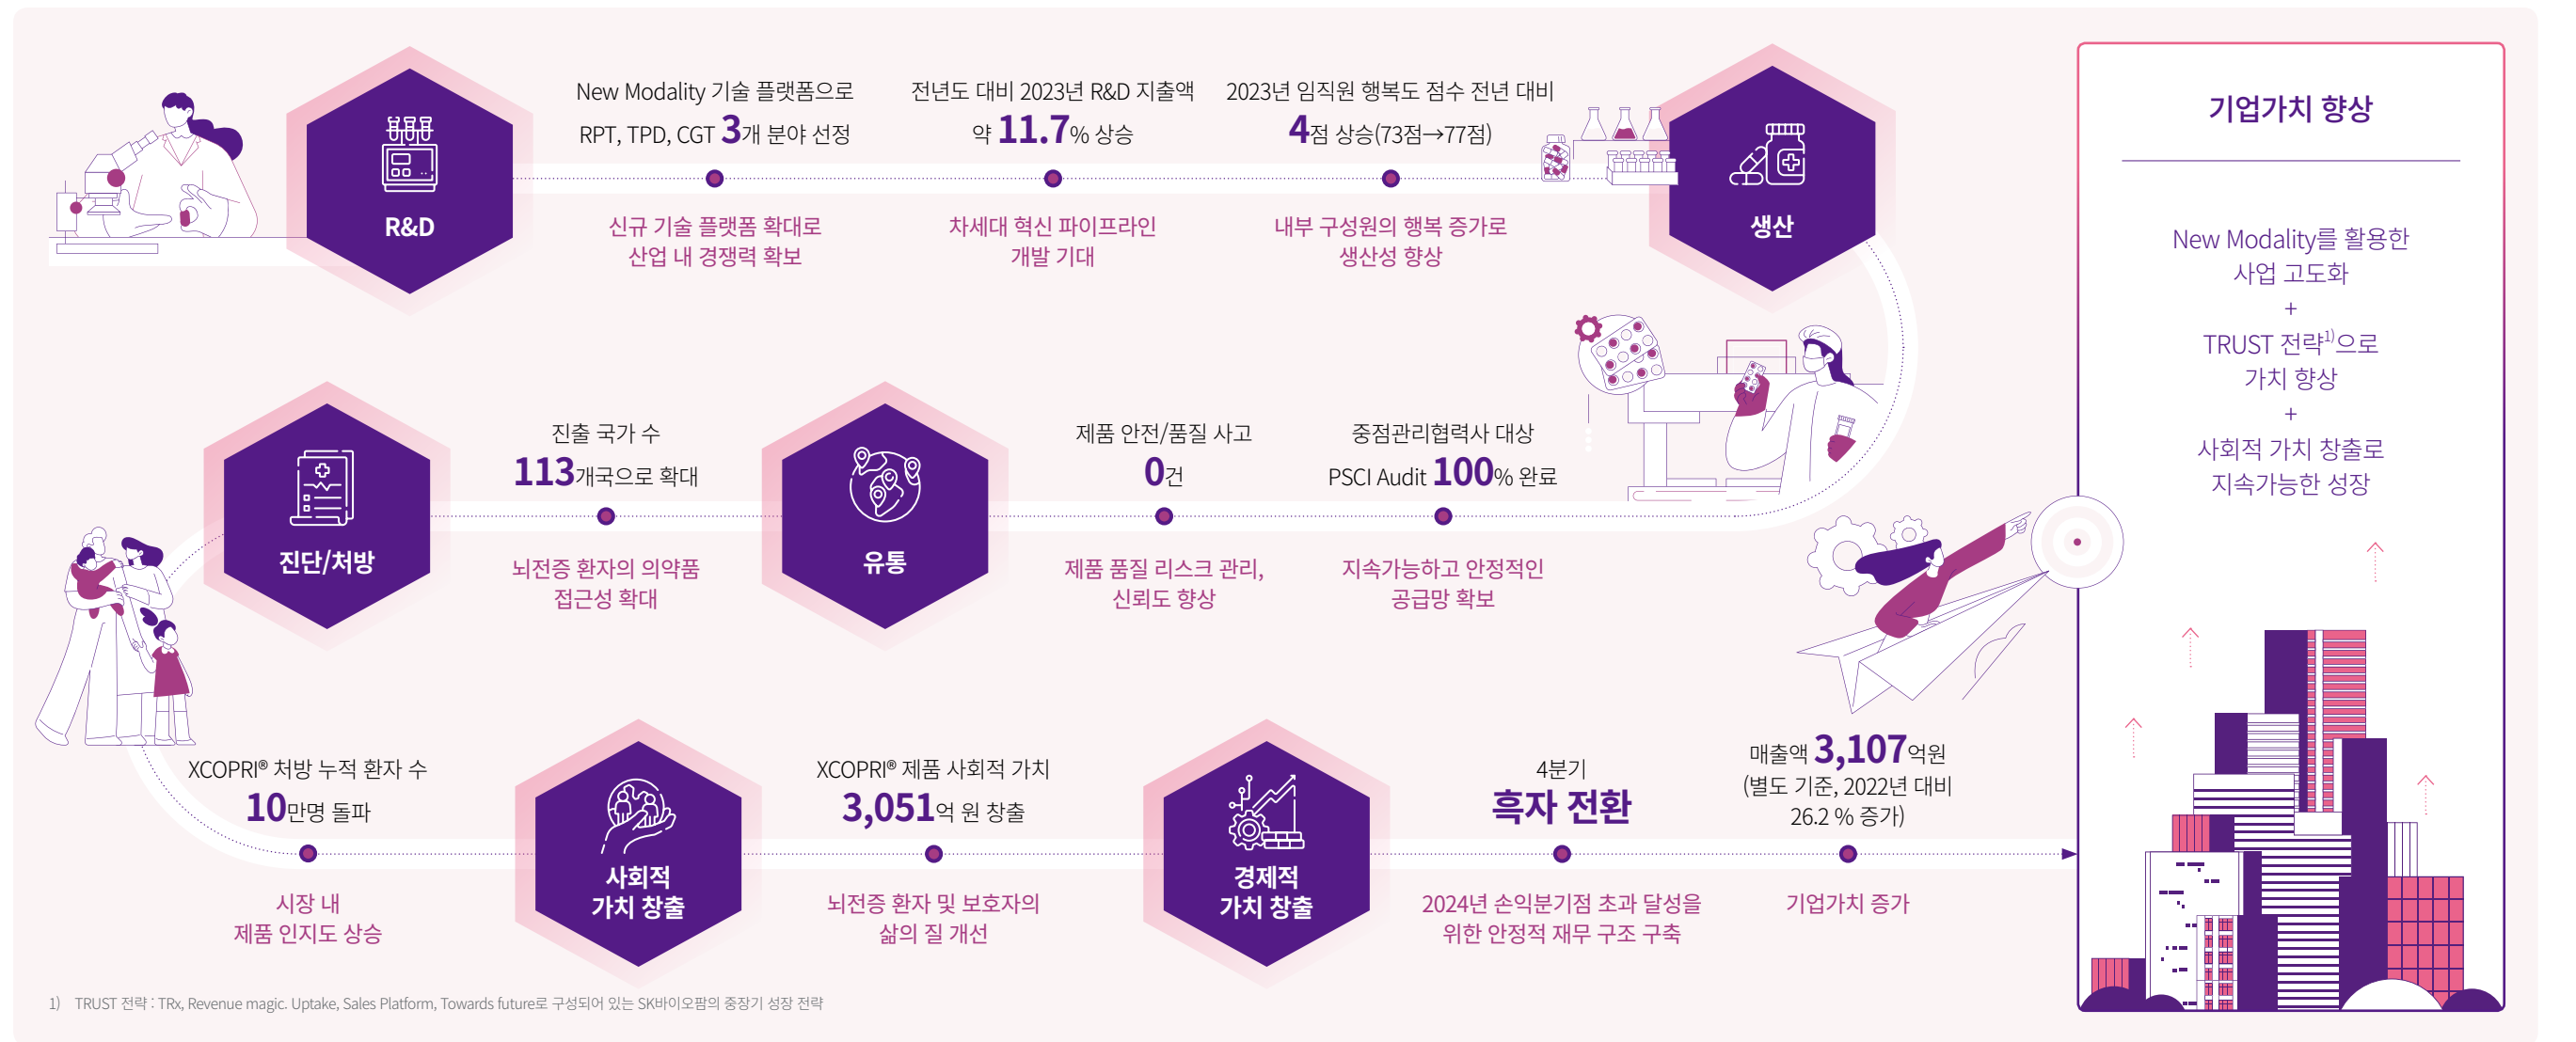 R&D
New Modality 기술 플랫폼으로
RPT, TPD, CGT 3개 분야 선정
신규 기술 플랫폼 확대로
산업 내 경쟁력 확보
전년도 대비 2023년 R&D 지출액
약 11.7% 상승
차세대 혁신 파이프라인
개발 기대
2023년 임직원 행복도 점수 전년 대비
4점 상승(73점→77점)
내부 구성원의 행복 증가로
생산성 향상
생산
중점관리협력사 대상
PSCI Audit 100% 완료
지속가능하고 안정적인
공급망 확보
제품 안전/품질 사고
0건
제품 품질 리스크 관리,
신뢰도 향상
유통
진출 국가 수
113개국으로 확대
뇌전증 환자의 의약품
접근성 확대
진단/처방
XCOPRI® 처방 누적 환자 수
10만명 돌파
시장 내
제품 인지도 상승
사회적
가치 창출
XCOPRI® 제품 사회적 가치
3,051억 원 창출
뇌전증 환자 및 보호자의
삶의 질 개선
경제적
가치 창출
4분기
흑자 전환
2024년 손익분기점 초과 달성을
위한 안정적 재무 구조 구축
매출액 3,107억원
(별도 기준, 2022년 대비
26.2 % 증가)
기업가치 증가
기업가치 향상
New Modality를 활용한
사업 고도화
+
TRUST 전략1)으로
가치 향상
+
사회적 가치 창출로
지속가능한 성장
1) TRUST 전략 : TRx, Revenue magic. Uptake, Sales Platform, Towards future로 구성되어 있는 SK바이오팜의 중장기 성장 전략